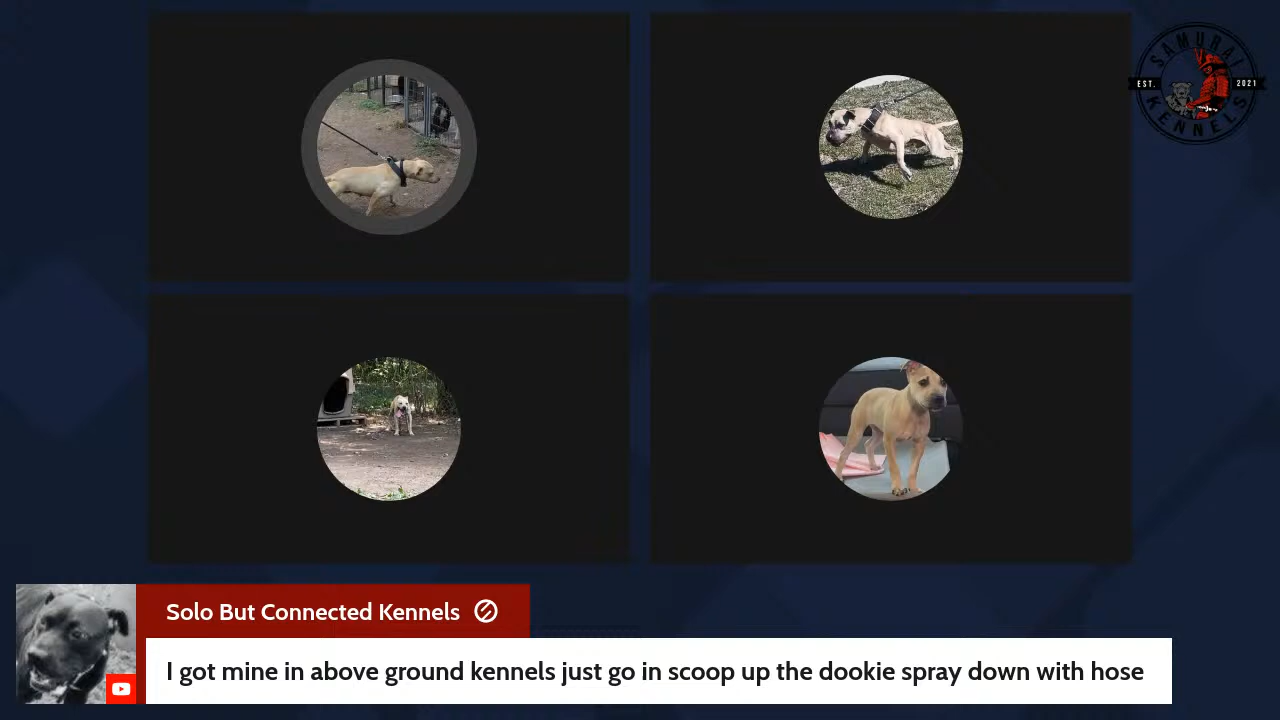 SAMURAI
EST. 2021
KENNELS
Solo But Connected Kennels
I got mine in above ground kennels just go in scoop up the dookie spray down with hose